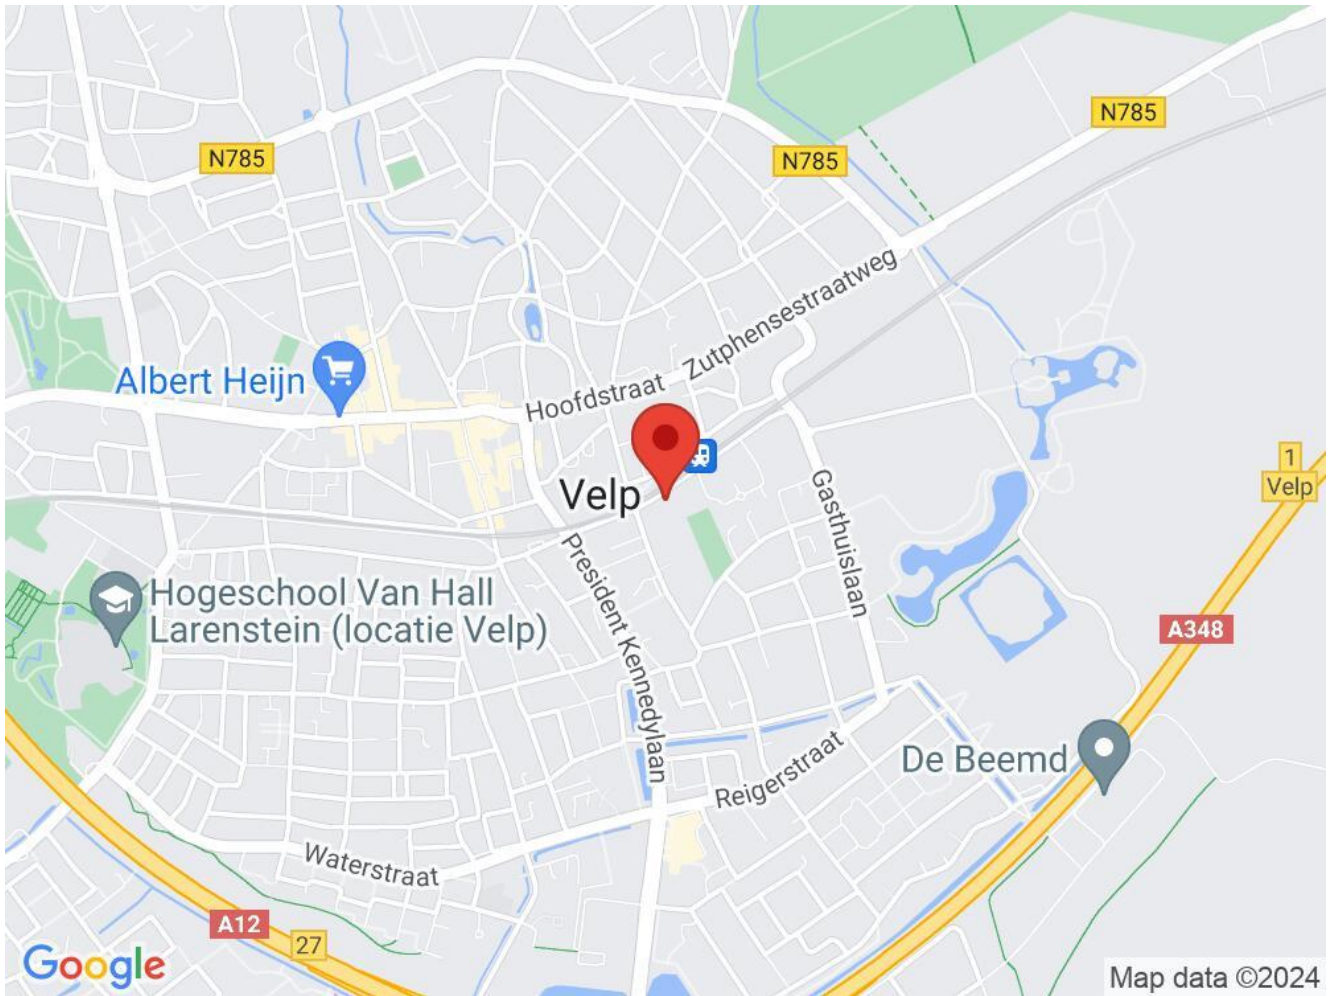 N785
N785
N785
Zutphensestraatweg
Albert Heijn
Hoofdstraat
1
Velp
Velp
Gasthuislaan
President Kennedylaan
Hogeschool Van Hall
Larenstein (locatie Velp)
A348
De Beemd
Reigerstraat
Waterstraat
A12
27
Google
Map data ©2024